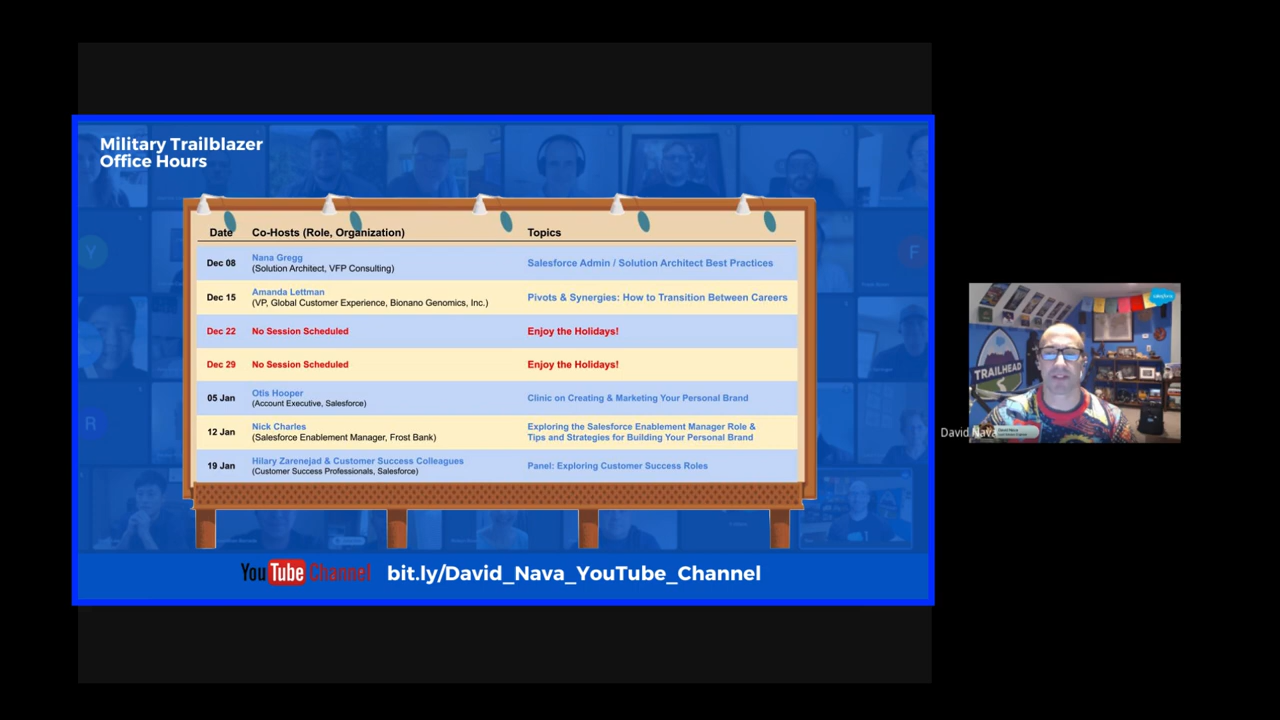 Military Trailblazer
Office Hours
Date Co-Hosts (Role, Organization) Topics
Dec 08 Nana Gregg Salesforce Admin / Solution Architect Best Practices
(Solution Architect, VFP Consulting)
Dec 15 Amanda Lettman Pivots & Synergies: How to Transition Between Careers
(VP, Global Customer Experience, Bionano Genomics, Inc.)
Dec 22 No Session Scheduled Enjoy the Holidays!
Dec 29 No Session Scheduled Enjoy the Holidays!
05 Jan Otis Hooper Clinic on Creating & Marketing Your Personal Brand
(Account Executive, Salesforce)
12 Jan Nick Charles Exploring the Salesforce Enablement Manager Role &
(Salesforce Enablement Manager, Frost Bank) Tips and Strategies for Building Your Personal Brand
19 Jan Hilary Zarenejad & Customer Success Colleagues Panel: Exploring Customer Success Roles
(Customer Success Professionals, Salesforce)
YouTube Channel bit.ly/David_Nava_YouTube_Channel
Y
F
R
salesforce
TRAILHEAD
David Nava
David Nava